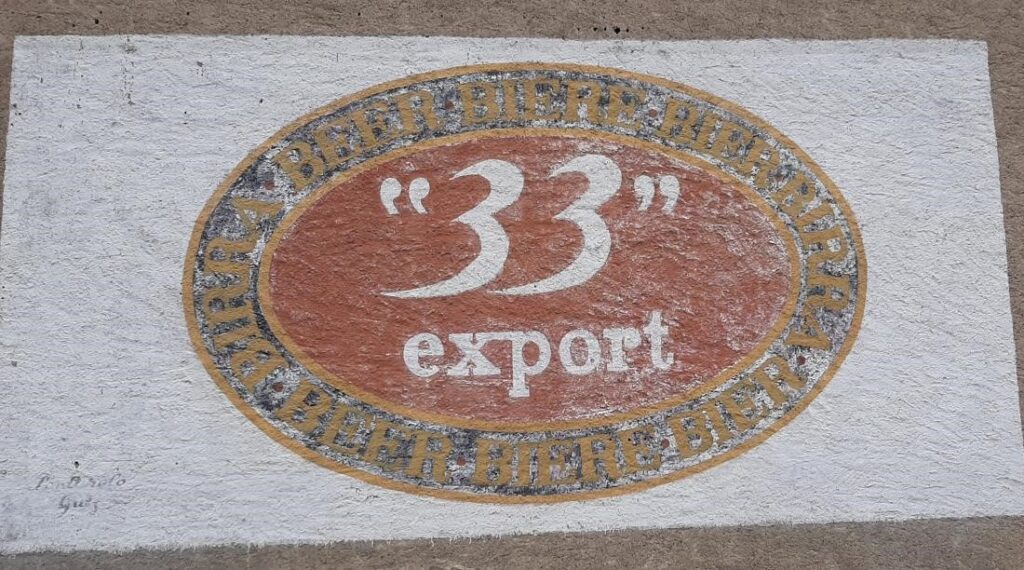 BEER BIERE BIER BIRRA
"33"
export
BIRRA BEER BIERE BIER